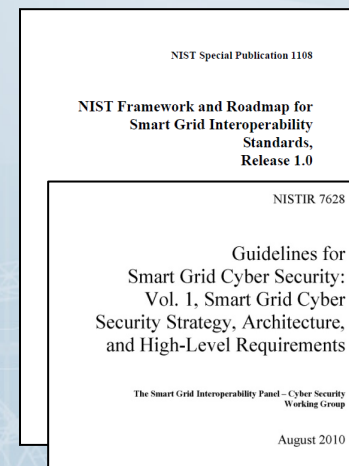 NIST Special Publication 1108
NIST Framework and Roadmap for
Smart Grid Interoperability
Standards,
Release 1.0
NISTIR 7628
Guidelines for
Smart Grid Cyber Security:
Vol. 1, Smart Grid Cyber
Security Strategy, Architecture,
and High-Level Requirements
The Smart Grid Interoperability Panel – Cyber Security
Working Group
August 2010